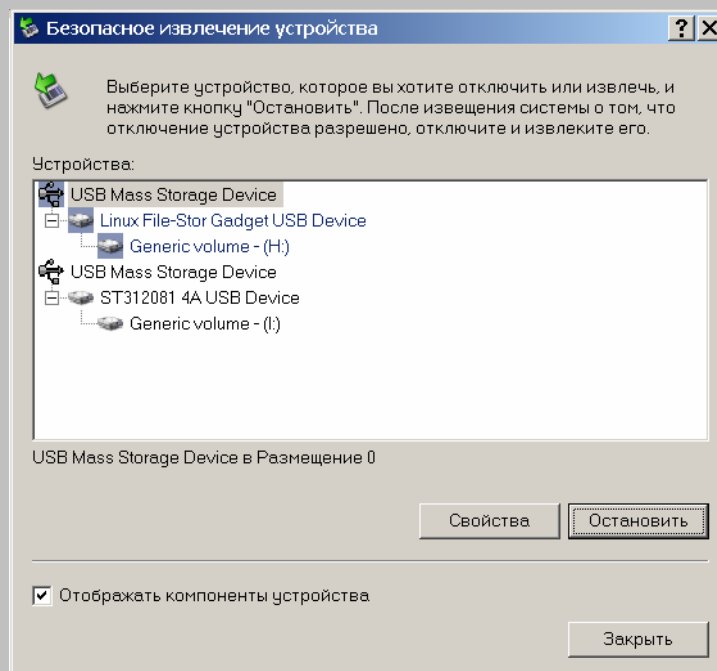 Безопасное извлечение устройства
Выберите устройство, которое вы хотите отключить или извлечь, и
нажмите кнопку "Остановить". После извещения системы о том, что
отключение устройства разрешено, отключите и извлеките его.
Устройства:
USB Mass Storage Device
Linux File-Stor Gadget USB Device
Generic volume - (H:)
USB Mass Storage Device
ST312081 4A USB Device
Generic volume - (I:)
USB Mass Storage Device в Размещение 0
Свойства
Остановить
Отображать компоненты устройства
Закрыть